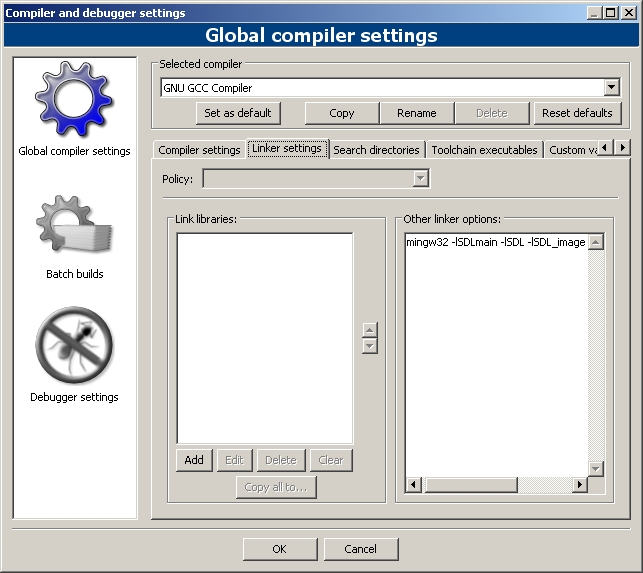 Compiler and debugger settings
Global compiler settings
Global compiler settings
Batch builds
Debugger settings
Selected compiler
GNU GCC Compiler
Set as default
Copy
Rename
Delete
Reset defaults
Compiler settings
Linker settings
Search directories
Toolchain executables
Custom va
Policy:
Link libraries:
Add
Edit
Delete
Clear
Copy all to...
Other linker options:
mingw32 -lSDLmain -lSDL -lSDL_image
OK
Cancel